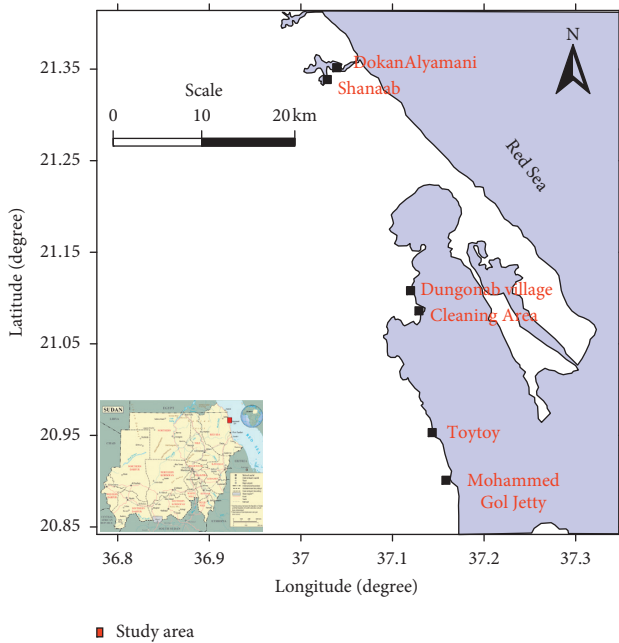 N
21.35
DokanAlyamani
Shanaab
Scale
0 10 20 km
Red Sea
21.25
21.15
Dungonab village
Cleaning Area
21.05
Latitude (degree)
SUDAN
20.95
Toytoy
Mohammed
Gol Jetty
20.85
36.8 36.9 37 37.1 37.2 37.3
Longitude (degree)
Study area